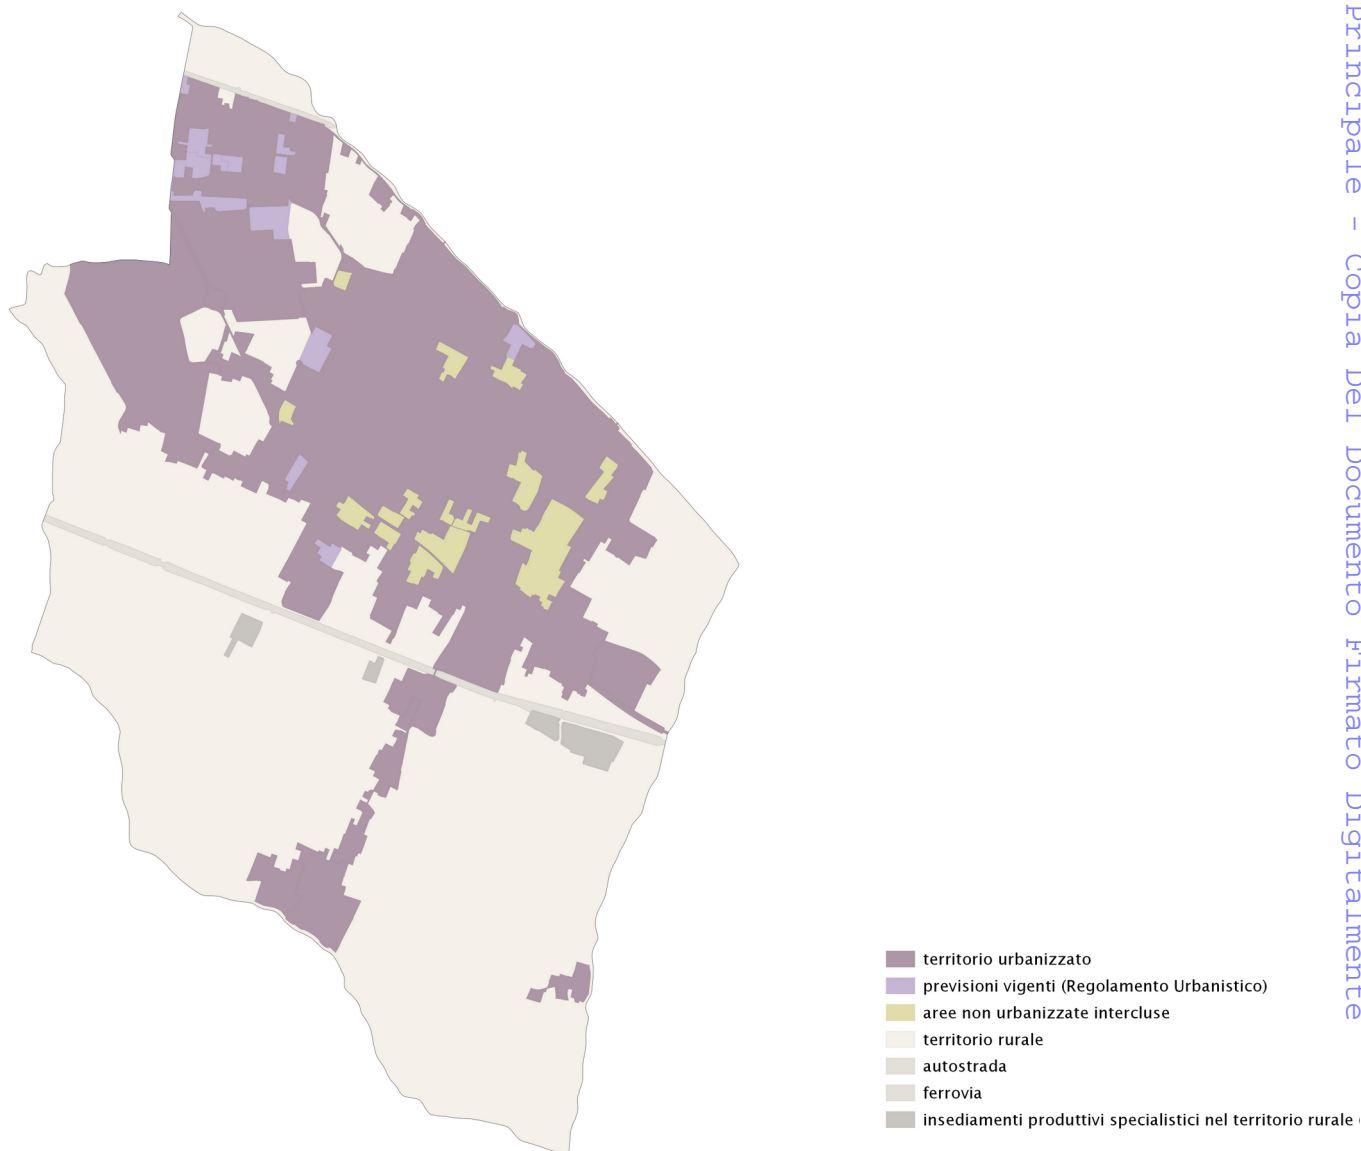 territorio urbanizzato
previsioni vigenti (Regolamento Urbanistico)
aree non urbanizzate intercluse
territorio rurale
autostrada
ferrovia
insediamenti produttivi specialistici nel territorio rurale
Principale - Copia Del Documento Firmato Digitalmente